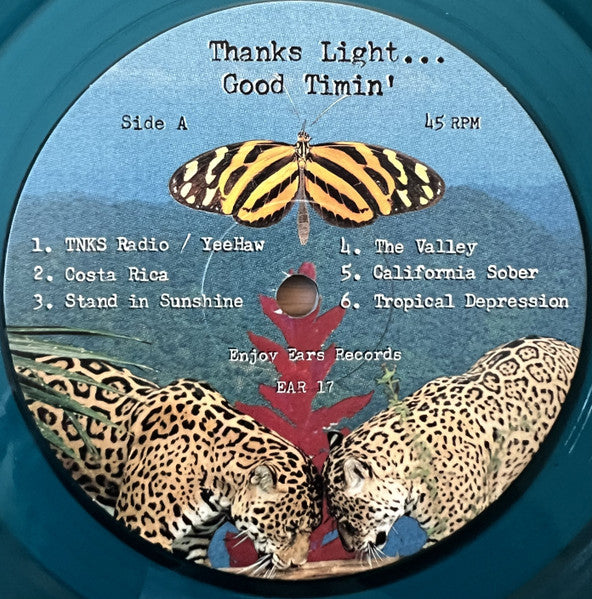 Thanks Light...
Good Timin'
Side A
45 RPM
1. TNKS Radio / YeeHaw
2. Costa Rica
3. Stand in Sunshine
4. The Valley
5. California Sober
6. Tropical Depression
Enjoy Ears Records
EAR 17